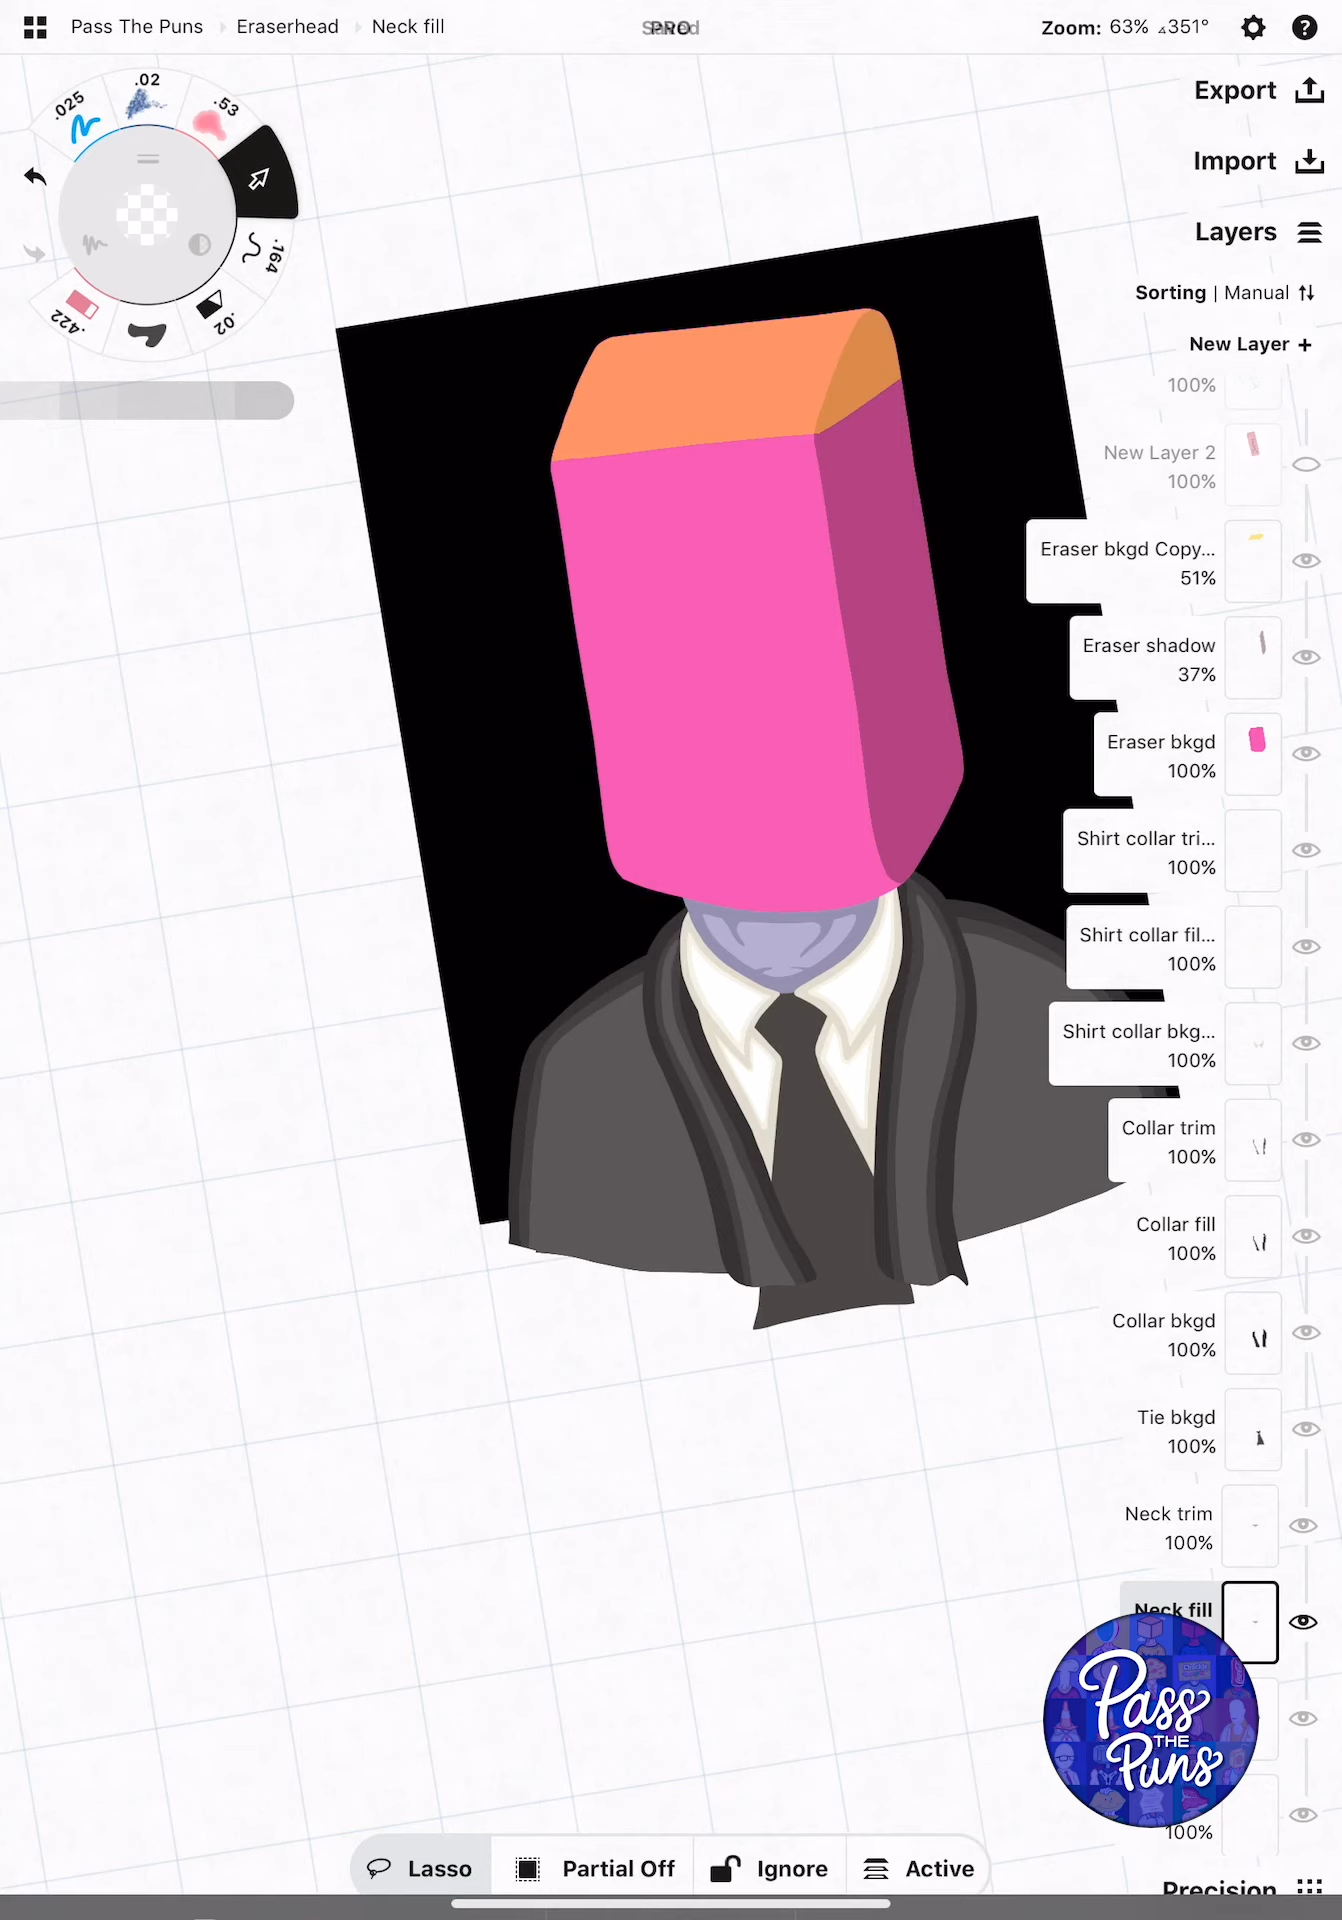 Pass The Puns Eraserhead Neck fill
Zoom: 63% ∡351°
Export
Import
Layers
Sorting | Manual
New Layer +
100%
New Layer 2
100%
Eraser bkgd Copy...
51%
Eraser shadow
37%
Eraser bkgd
100%
Shirt collar tri...
100%
Shirt collar fil...
100%
Shirt collar bkg...
100%
Collar trim
100%
Collar fill
100%
Collar bkgd
100%
Tie bkgd
100%
Neck trim
100%
Neck fill
100%
Precision
.025
.02
.53
.164
.02
.422
Pass
THE
Puns
Lasso Partial Off Ignore Active